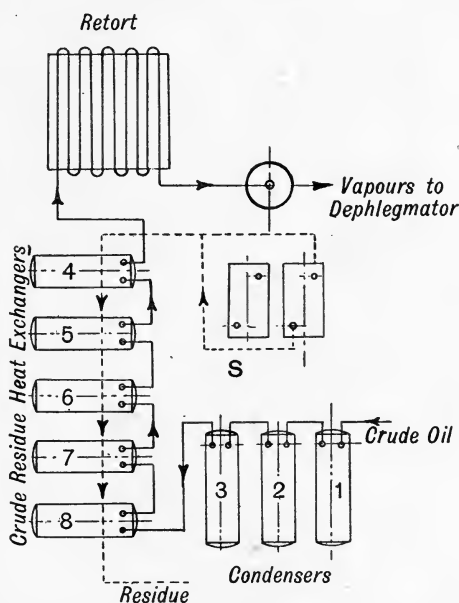 Retort
Vapours to
Dephlegmator
Crude Residue Heat Exchangers
4
5
6
7
8
S
Crude Oil
3
2
1
Condensers
Residue